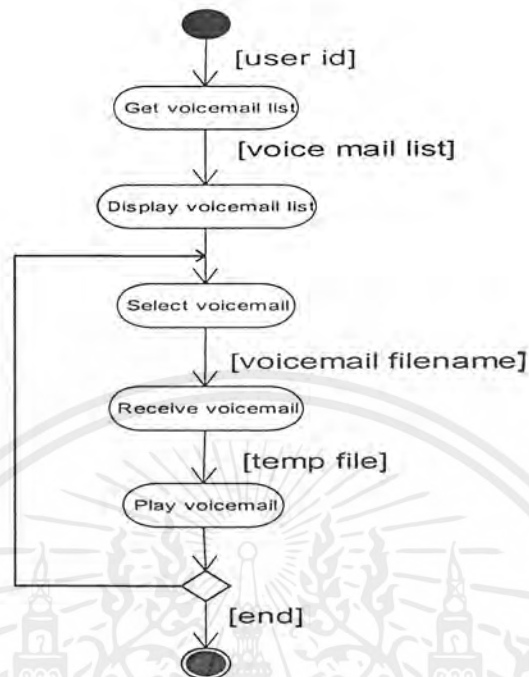 [user id]
Get voicemail list
[voice mail list]
Display voicemail list
Select voicemail
[voicemail filename]
Receive voicemail
[temp file]
Play voicemail
[end]